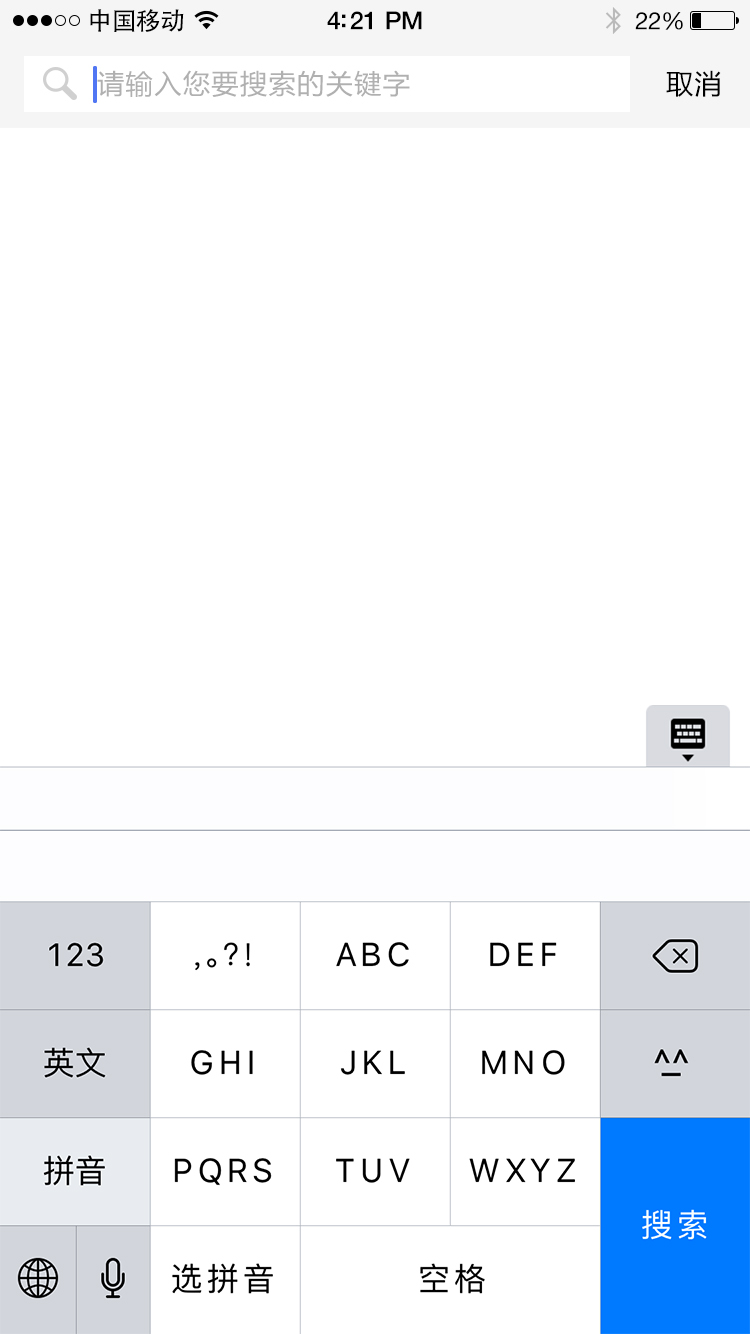 中国移动 4:21 PM 22%
请输入您要搜索的关键字 取消
123 ,。?! ABC DEF
英文 GHI JKL MNO ^^
拼音 PQRS TUV WXYZ
搜索
选拼音 空格